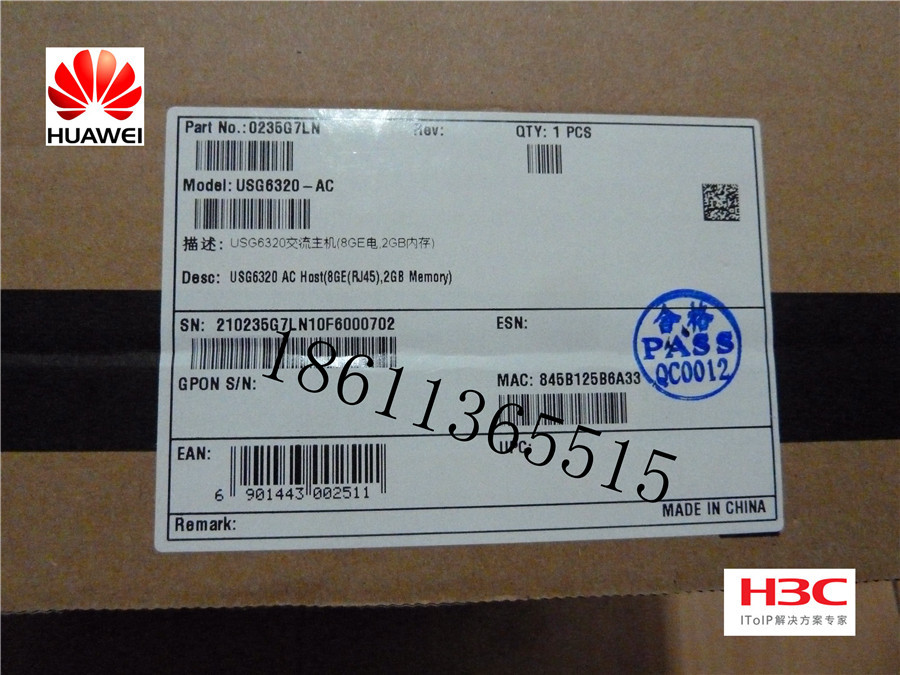 HUAWEI
Part No.:0235G7LN Rev: QTY: 1 PCS
Model: USG6320-AC
描述: USG6320交流主机(8GE电,2GB内存)
Desc: USG6320 AC Host(8GE(RJ45),2GB Memory)
SN: 210235G7LN10F6000702 ESN:
合格
PASS
QC0012
GPON S/N: MAC: 845B125B6A33
18611365515
EAN: UPC:
6 901443 002511
Remark: MADE IN CHINA
H3C
IToIP解决方案专家